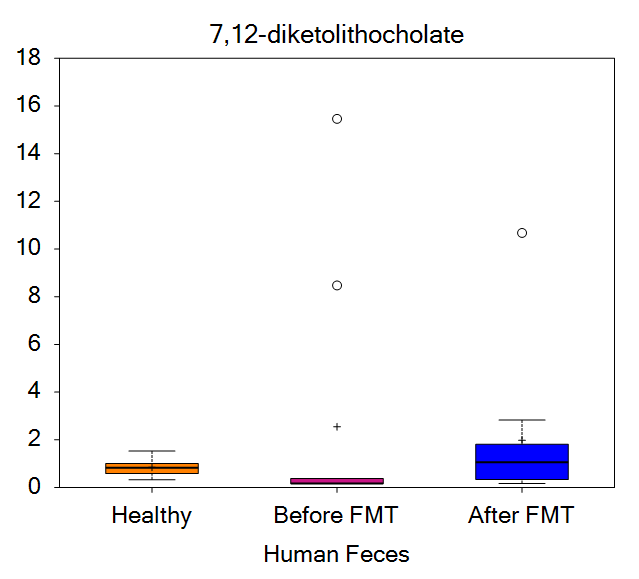 7,12-diketolithocholate
18
16
14
12
10
8
6
4
2
0
Healthy
Before FMT
After FMT
Human Feces